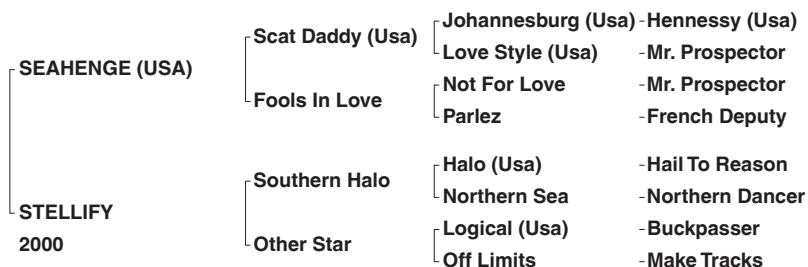 Johannesburg (Usa) - Hennessy (Usa)
Scat Daddy (Usa)
Love Style (Usa) - Mr. Prospector
SEAHENGE (USA)
Not For Love - Mr. Prospector
Fools In Love
Parlez - French Deputy
Halo (Usa) - Hail To Reason
Southern Halo
Northern Sea - Northern Dancer
STELLIFY
Logical (Usa) - Buckpasser
2000
Other Star
Off Limits - Make Tracks